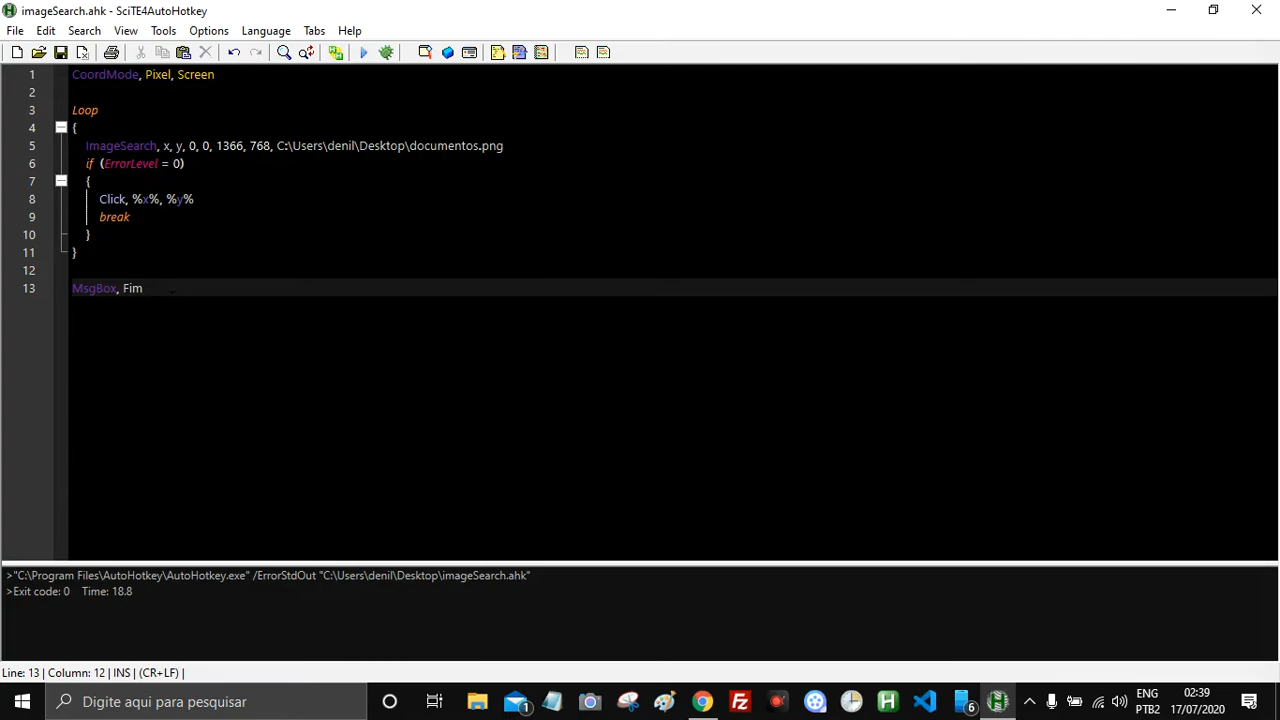 imageSearch.ahk - SciTE4AutoHotkey
File Edit Search View Tools Options Language Tabs Help
1 CoordMode, Pixel, Screen
2
3 Loop
4 {
5 ImageSearch, x, y, 0, 0, 1366, 768, C:\Users\denil\Desktop\documentos.png
6 if (ErrorLevel = 0)
7 {
8 Click, %x%, %y%
9 break
10 }
11 }
12
13 MsgBox, Fim
>"C:\Program Files\AutoHotkey\AutoHotkey.exe" /ErrorStdOut "C:\Users\denil\Desktop\imageSearch.ahk"
>Exit code: 0 Time: 18.8
Line: 13 | Column: 12 | INS | (CR+LF) |
Digite aqui para pesquisar
1
6
ENG
PTB2
02:39
17/07/2020